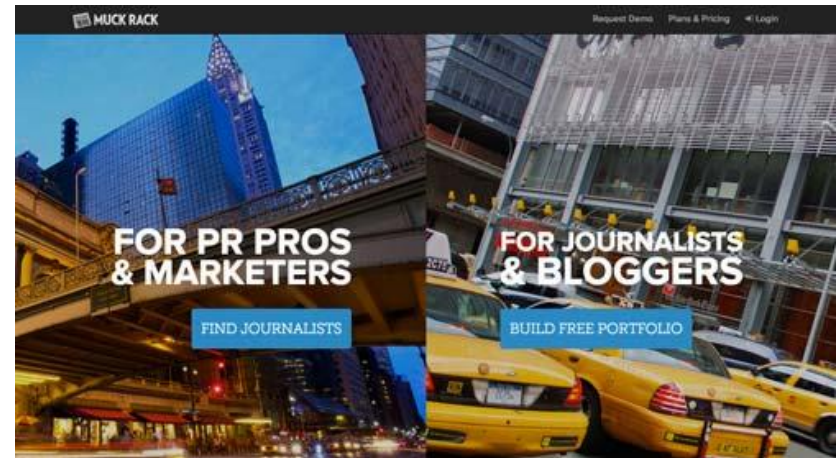 MUCK RACK
Request Demo Plans & Pricing Login
FOR PR PROS
& MARKETERS
FIND JOURNALISTS
FOR JOURNALISTS
& BLOGGERS
BUILD FREE PORTFOLIO